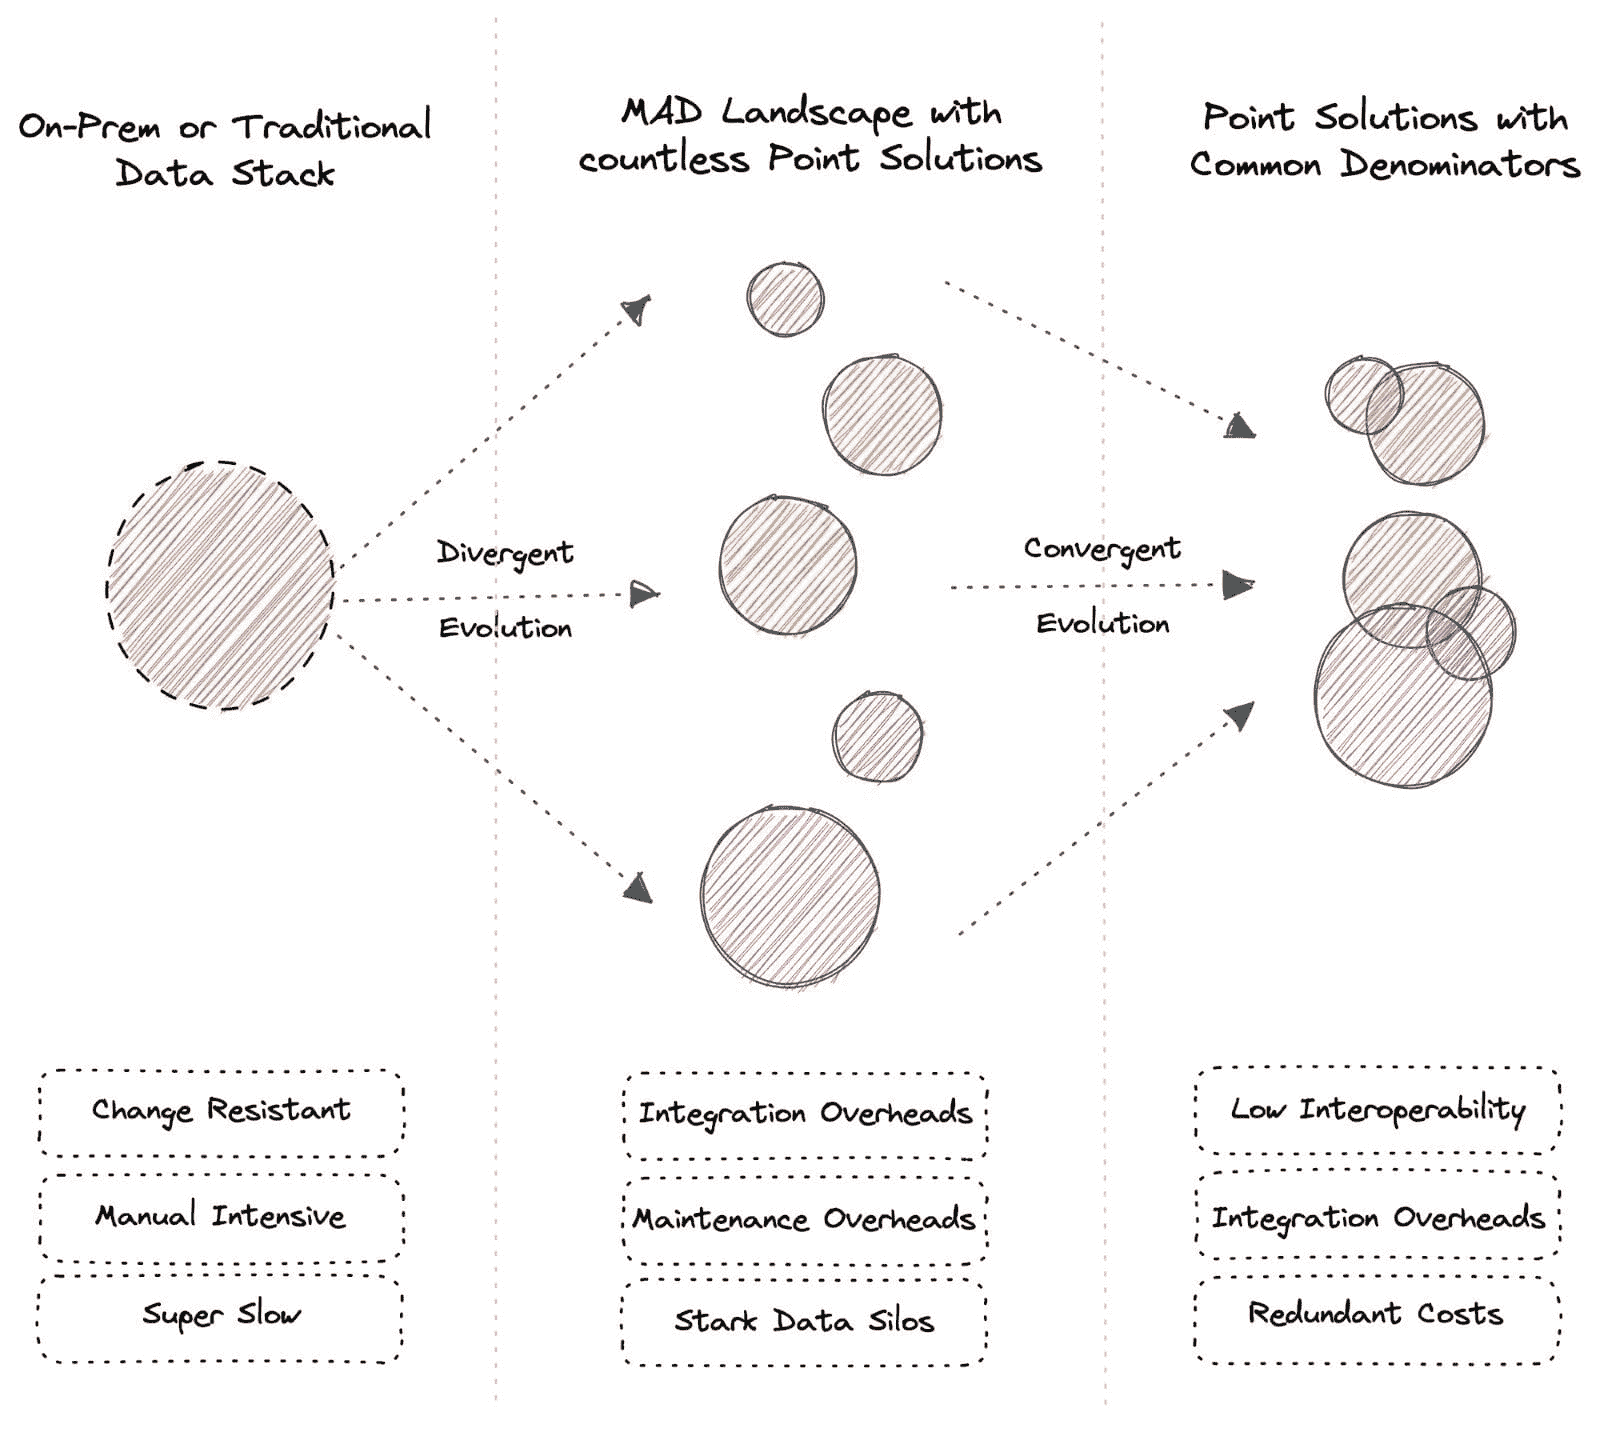 On-Prem or Traditional
Data Stack
MAD Landscape with
countless Point Solutions
Point Solutions with
Common Denominators
Divergent
Evolution
Convergent
Evolution
Change Resistant
Manual Intensive
Super Slow
Integration Overheads
Maintenance Overheads
Stark Data Silos
Low Interoperability
Integration Overheads
Redundant Costs